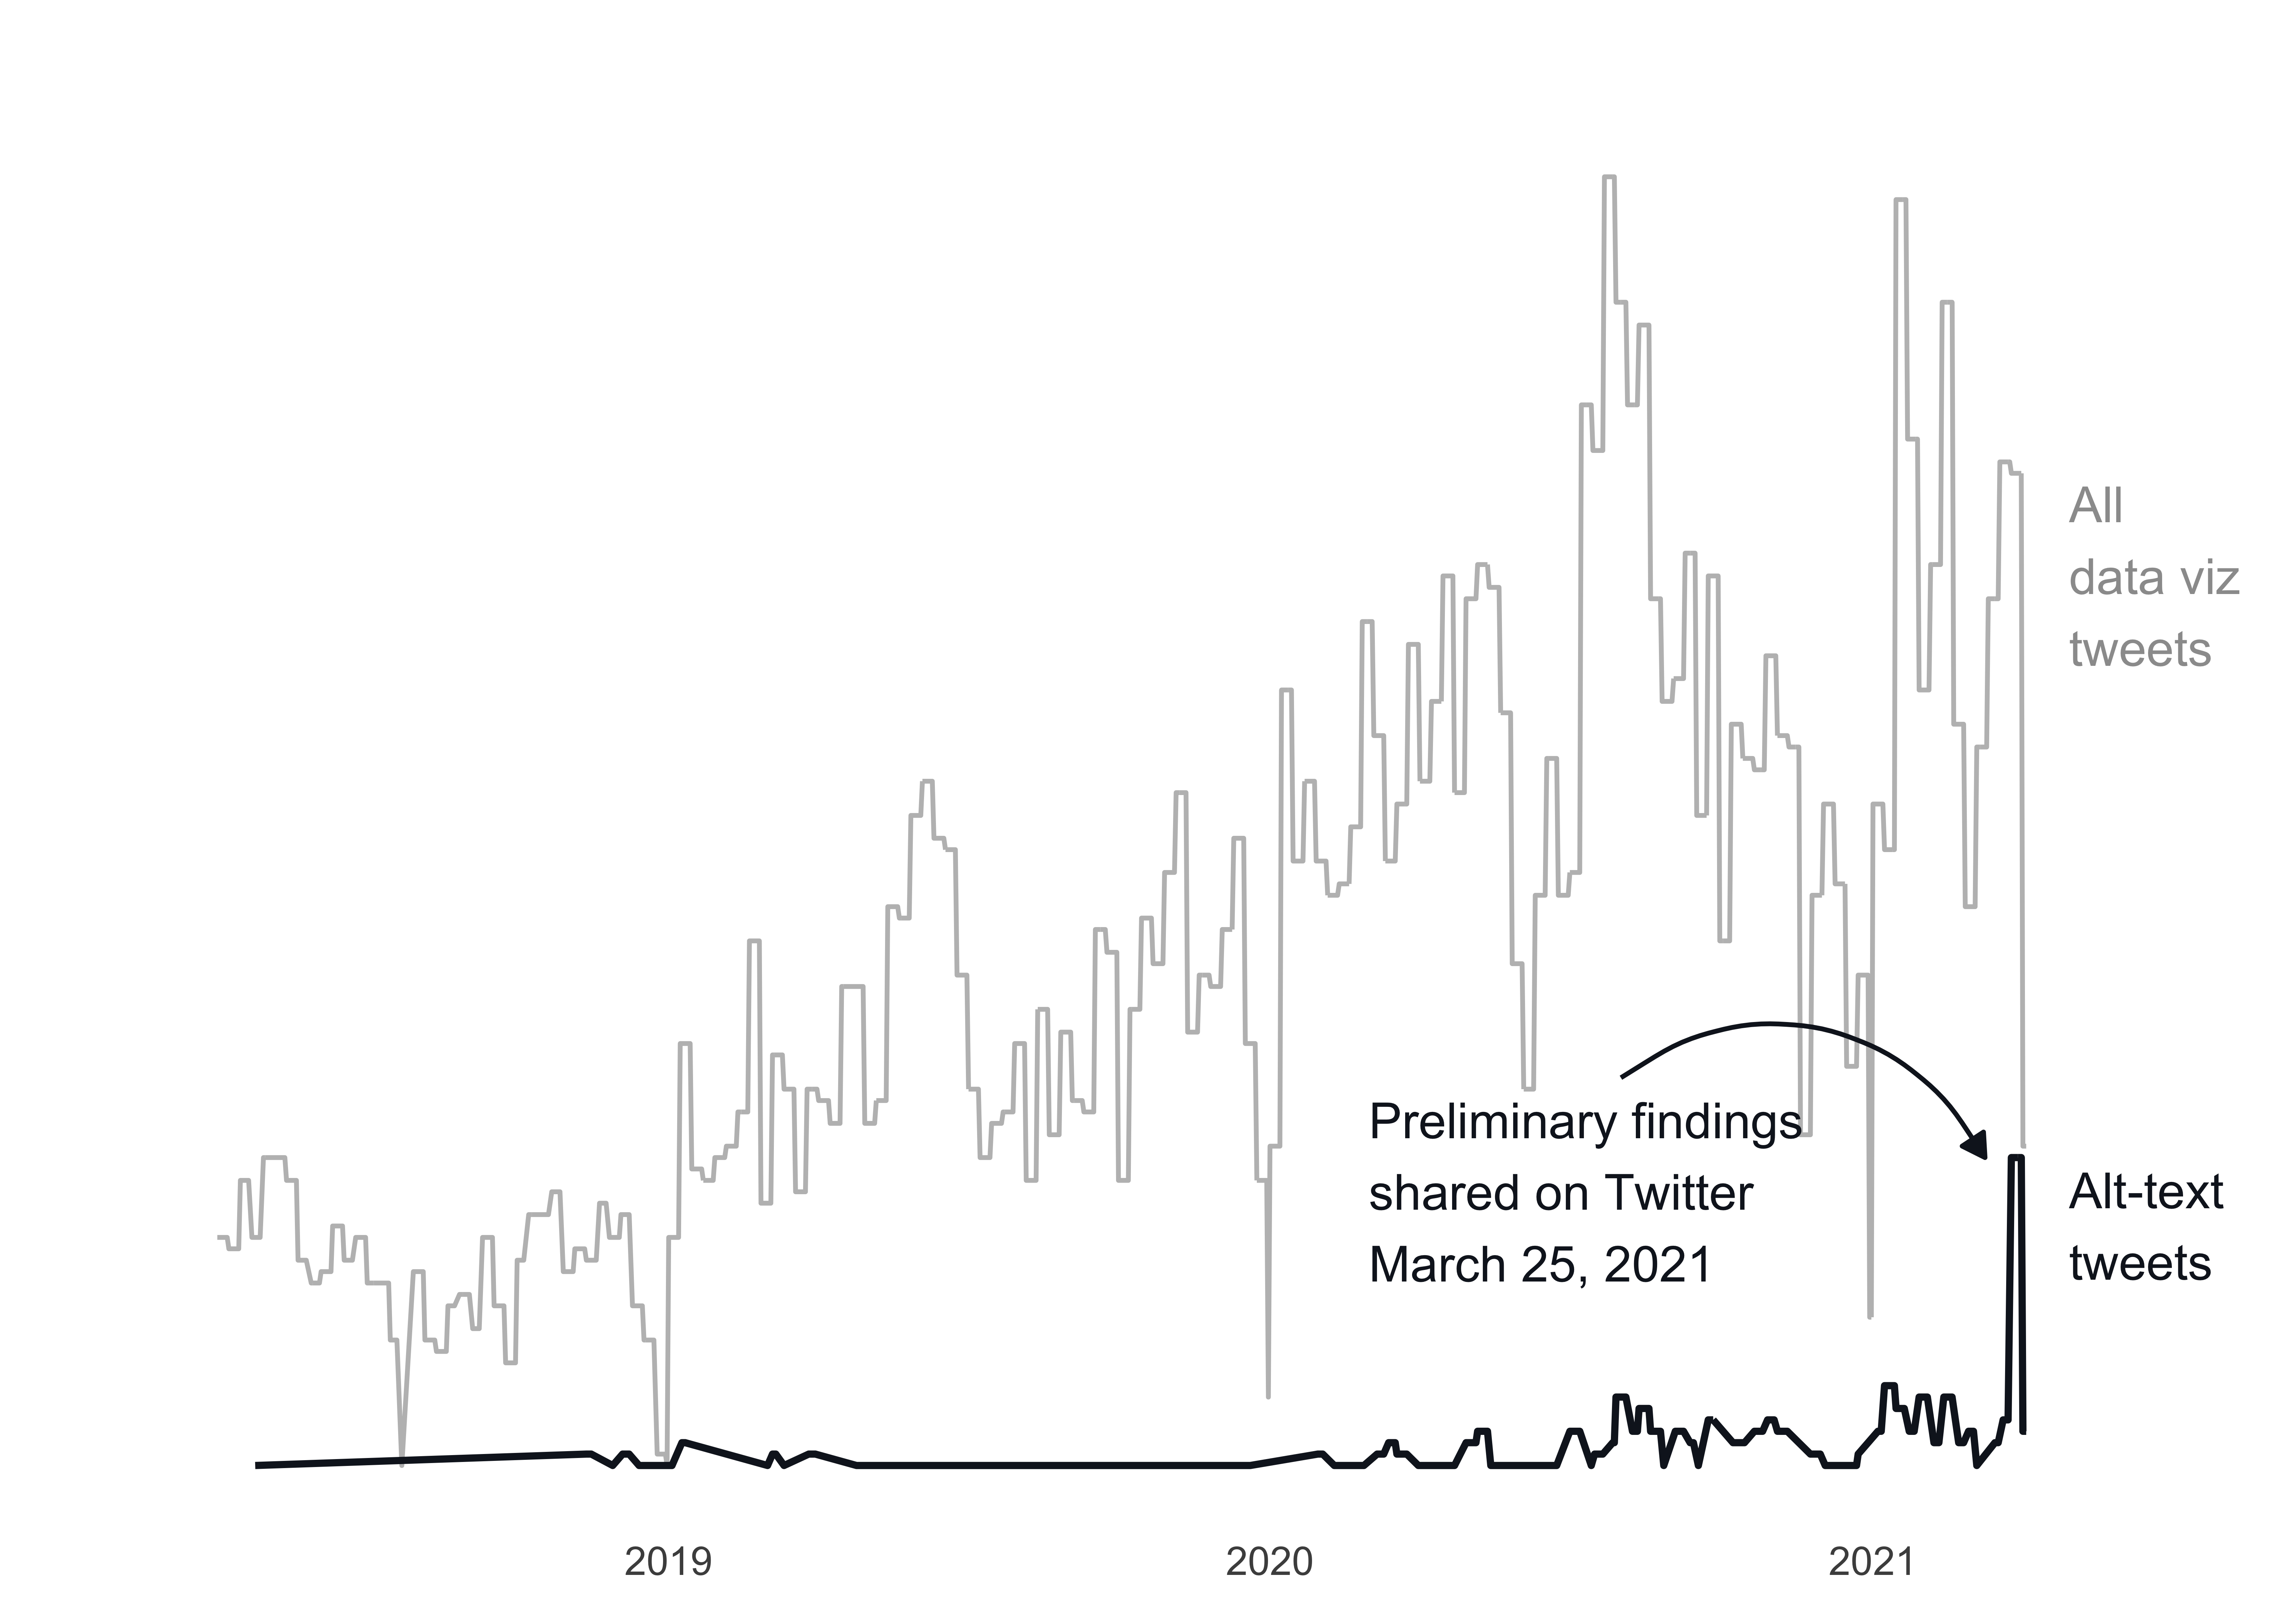 All
data viz
tweets
Preliminary findings
shared on Twitter
March 25, 2021
Alt-text
tweets
2019
2020
2021